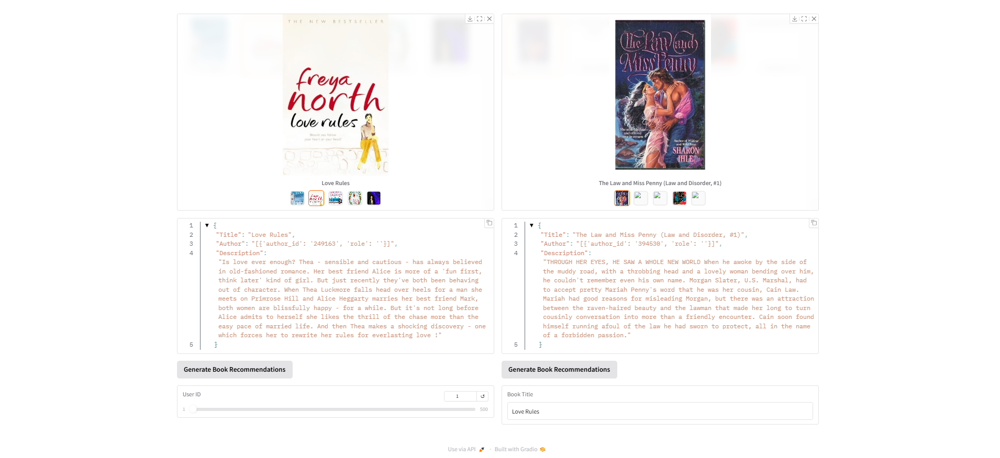 THE NEW BESTSELLER
freya
north
love rules
Should you follow
your heart or your head?
Love Rules
1 ▼ {
2 "Title": "Love Rules",
3 "Author": "[{'author_id': '249163', 'role': ''}]",
4 "Description":
"Is love ever enough? Thea - sensible and cautious - has always believed
in old-fashioned romance. Her best friend Alice is more of a 'fun first,
think later' kind of girl. But just recently they've both been behaving
out of character. When Thea Luckmore falls head over heels for a man she
meets on Primrose Hill and Alice Heggarty marries her best friend Mark,
both women are blissfully happy - for a while. But it's not long before
Alice admits to herself she likes the thrill of the chase more than the
easy pace of married life. And then Thea makes a shocking discovery - one
which forces her to rewrite her rules for everlasting love !"
5 }
Generate Book Recommendations
User ID
1
1
500
The Law and
Miss Penny
She stole his past
and offered
love in return
Author of Wildcat
and Wild Rose
SHARON
IHLE
The Law and Miss Penny (Law and Disorder, #1)
1 ▼ {
2 "Title": "The Law and Miss Penny (Law and Disorder, #1)",
3 "Author": "[{'author_id': '394530', 'role': ''}]",
4 "Description":
"THROUGH HER EYES, HE SAW A WHOLE NEW WORLD When he awoke by the side of
the muddy road, with a throbbing head and a lovely woman bending over him,
he couldn't remember even his own name. Morgan Slater, U.S. Marshal, had
to accept pretty Mariah Penny's word that he was her cousin, Cain Law.
Mariah had good reasons for misleading Morgan, but there was an attraction
between the raven-haired beauty and the lawman that made her long to turn
cousinly conversation into more than a friendly encounter. Cain soon found
himself running afoul of the law he had sworn to protect, all in the name
of a forbidden passion."
5 }
Generate Book Recommendations
Book Title
Love Rules
Use via API · Built with Gradio